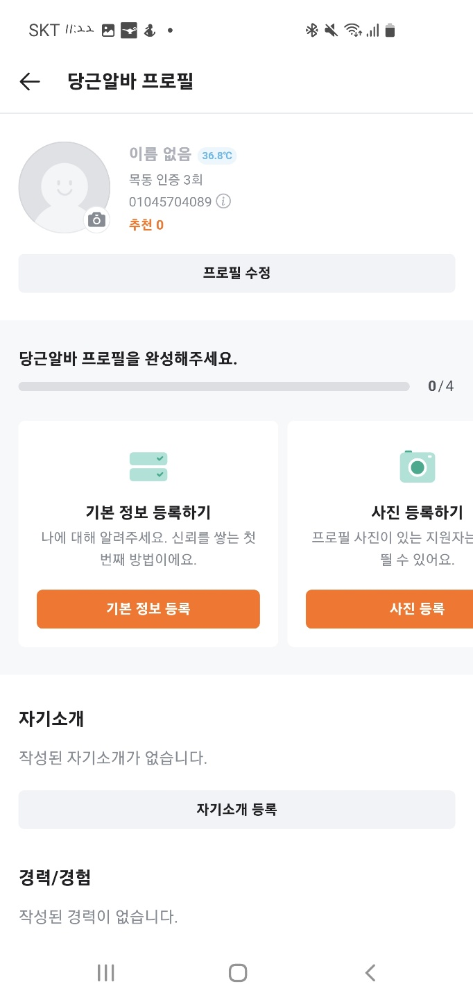 SKT 11:22
당근알바 프로필
이름 없음 36.8℃
목동 인증 3회
01045704089
추천 0
프로필 수정
당근알바 프로필을 완성해주세요.
0/4
기본 정보 등록하기
나에 대해 알려주세요. 신뢰를 쌓는 첫
번째 방법이에요.
기본 정보 등록
사진 등록하기
프로필 사진이 있는 지원자는
띌 수 있어요.
사진 등록
자기소개
작성된 자기소개가 없습니다.
자기소개 등록
경력/경험
작성된 경력이 없습니다.